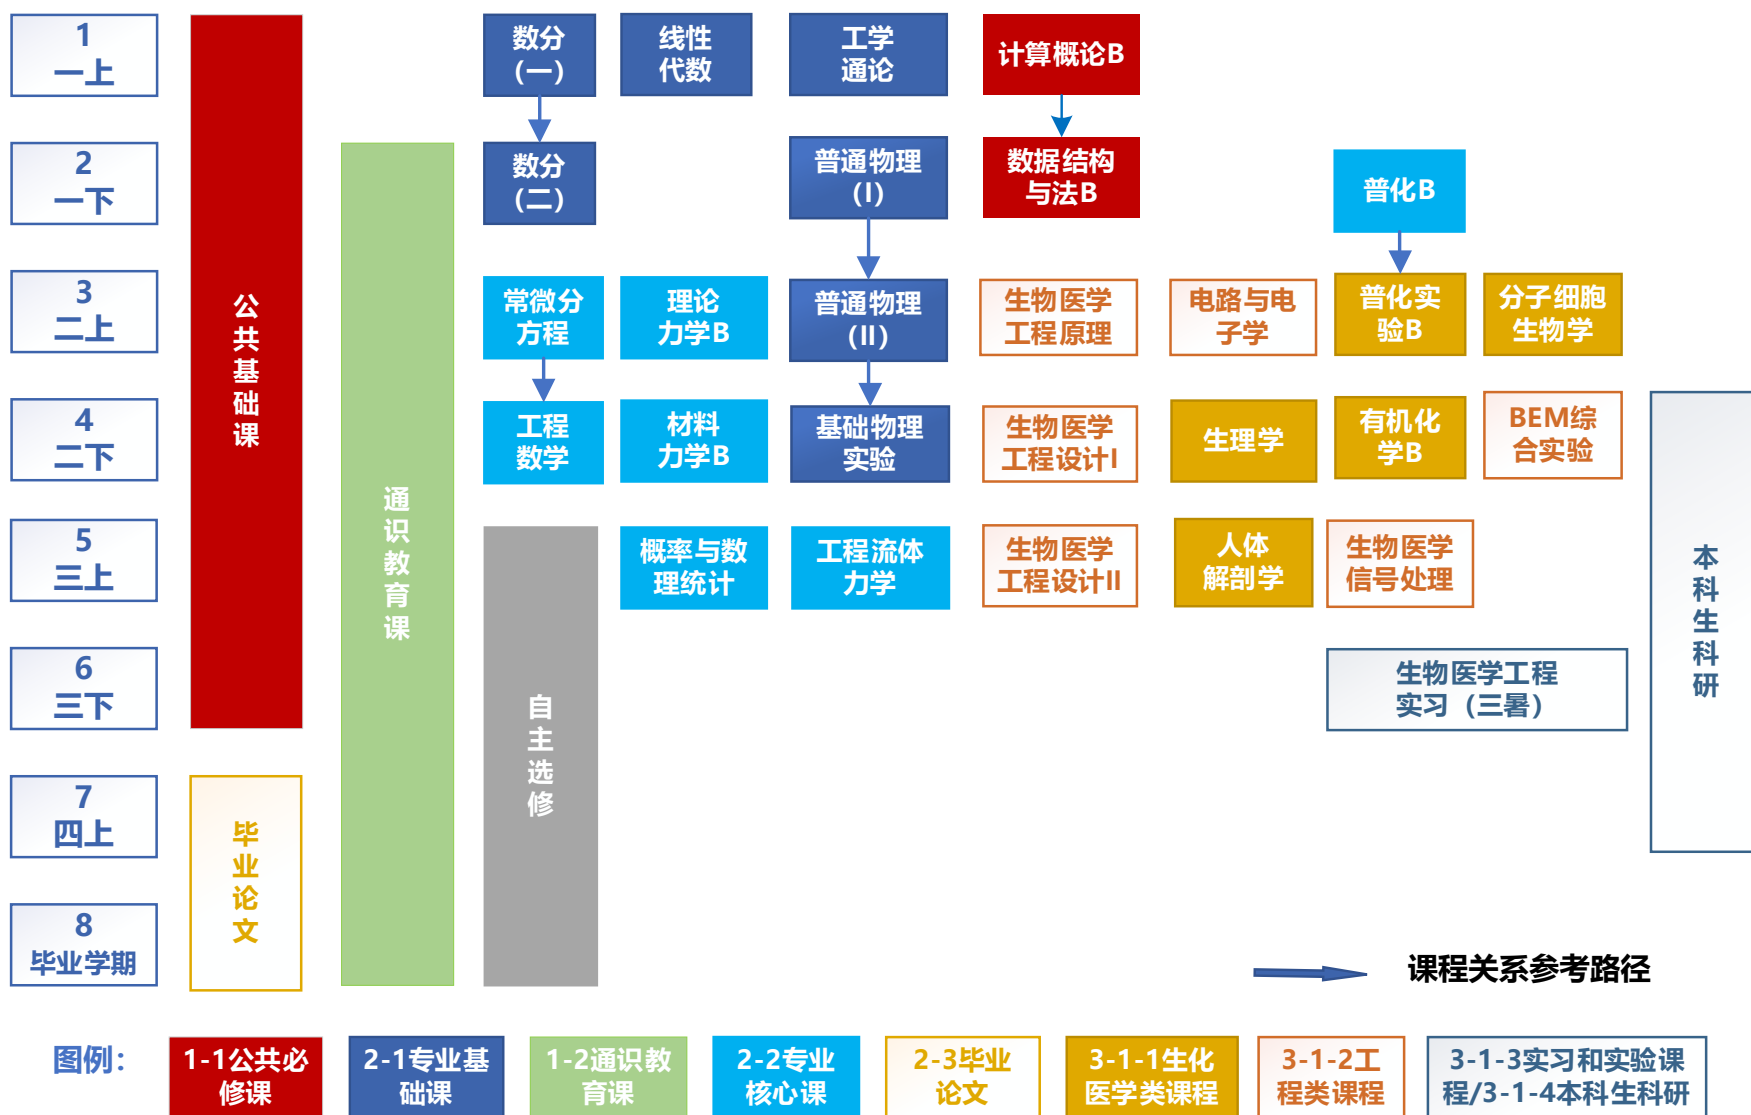 1
一上
数分
（一）
线性
代数
工学
通论
计算概论B
2
一下
数分
（二）
普通物理
(I)
数据结构
与法B
普化B
3
二上
常微分
方程
理论
力学B
普通物理
(II)
生物医学
工程原理
电路与电
子学
普化实
验B
分子细胞
生物学
4
二下
工程
数学
材料
力学B
基础物理
实验
生物医学
工程设计I
生理学
有机化
学B
BEM综
合实验
5
三上
概率与数
理统计
工程流体
力学
生物医学
工程设计II
人体
解剖学
生物医学
信号处理
6
三下
生物医学工程
实习（三暑）
7
四上
8
毕业学期
公共基础课
毕业论文
通识教育课
自主选修
本科生科研
课程关系参考路径
图例：
1-1公共必
修课
2-1专业基
础课
1-2通识教
育课
2-2专业
核心课
2-3毕业
论文
3-1-1生化
医学类课程
3-1-2工
程类课程
3-1-3实习和实验课
程/3-1-4本科生科研